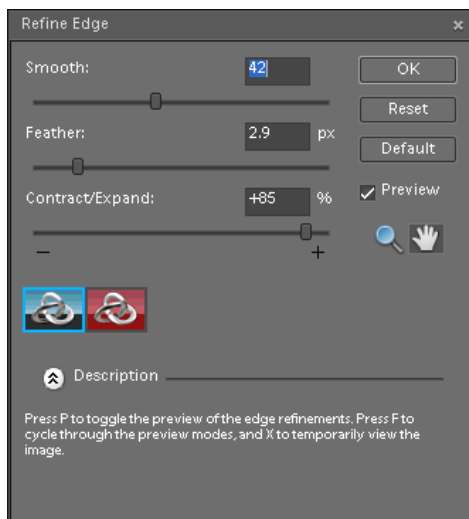 Refine Edge
Smooth: 42
OK
Reset
Feather: 2.9 px
Default
Contract/Expand: +85 %
Preview
Description
Press P to toggle the preview of the edge refinements. Press F to
cycle through the preview modes, and X to temporarily view the
image.